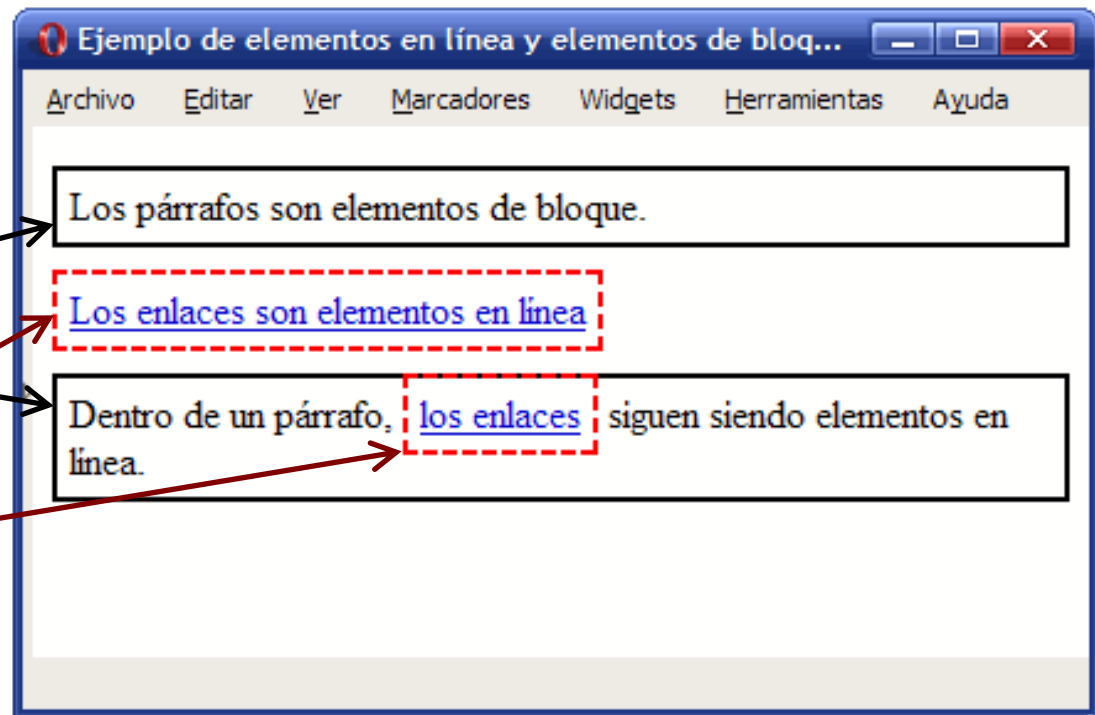 Ejemplo de elementos en línea y elementos de bloq...
Archivo Editar Ver Marcadores Widgets Herramientas Ayuda
Los párrafos son elementos de bloque.
Los enlaces son elementos en línea
Dentro de un párrafo, los enlaces siguen siendo elementos en
línea.